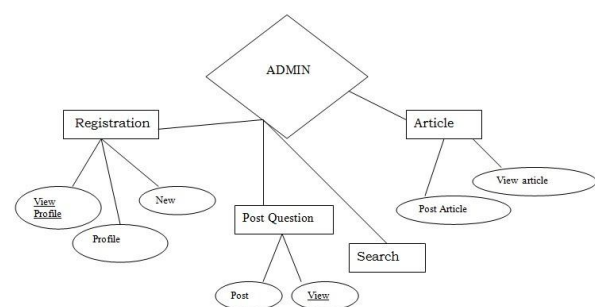 ADMIN
Registration
Article
View
Profile
New
View article
Post Article
Profile
Post Question
Search
Post
View